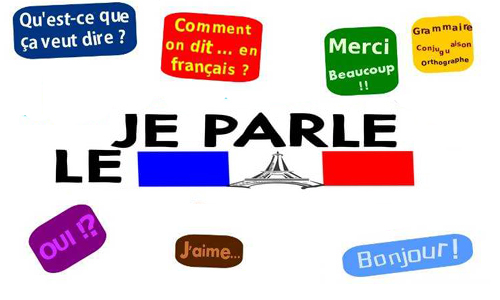 Qu'est-ce que
ça veut dire ?
Comment
on dit ... en
français ?
Merci
Beaucoup
!!
Grammaire
Conjuguaison
Orthographe
JE PARLE
LE
OUI !?
J'aime...
Bonjour !